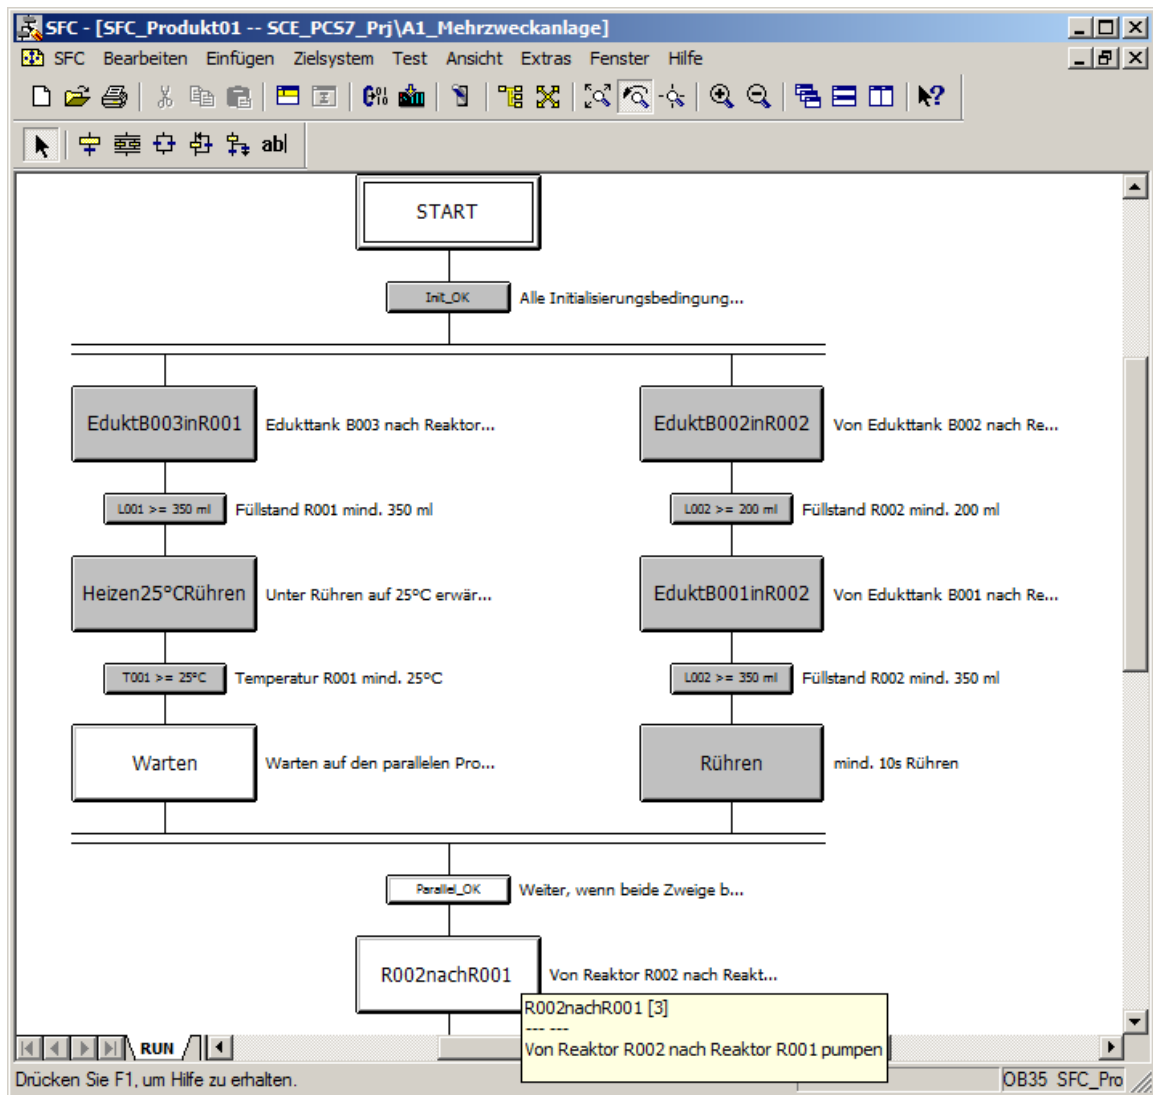 SFC - [SFC_Produkt01 -- SCE_PCS7_Prj\A1_Mehrzweckanlage]
SFC Bearbeiten Einfügen Zielsystem Test Ansicht Extras Fenster Hilfe
ab
START
Init_OK Alle Initialisierungsbedingung...
EduktB003inR001 Edukttank B003 nach Reaktor... EduktB002inR002 Von Edukttank B002 nach Re...
L001 >= 350 ml Füllstand R001 mind. 350 ml L002 >= 200 ml Füllstand R002 mind. 200 ml
Heizen25°CRühren Unter Rühren auf 25°C erwär... EduktB001inR002 Von Edukttank B001 nach Re...
T001 >= 25°C Temperatur R001 mind. 25°C L002 >= 350 ml Füllstand R002 mind. 350 ml
Warten Warten auf den parallelen Pro... Rühren mind. 10s Rühren
Parallel_OK Weiter, wenn beide Zweige b...
R002nachR001 Von Reaktor R002 nach Reakt...
R002nachR001 [3]
--- ---
Von Reaktor R002 nach Reaktor R001 pumpen
RUN
Drücken Sie F1, um Hilfe zu erhalten. OB35 SFC_Pro